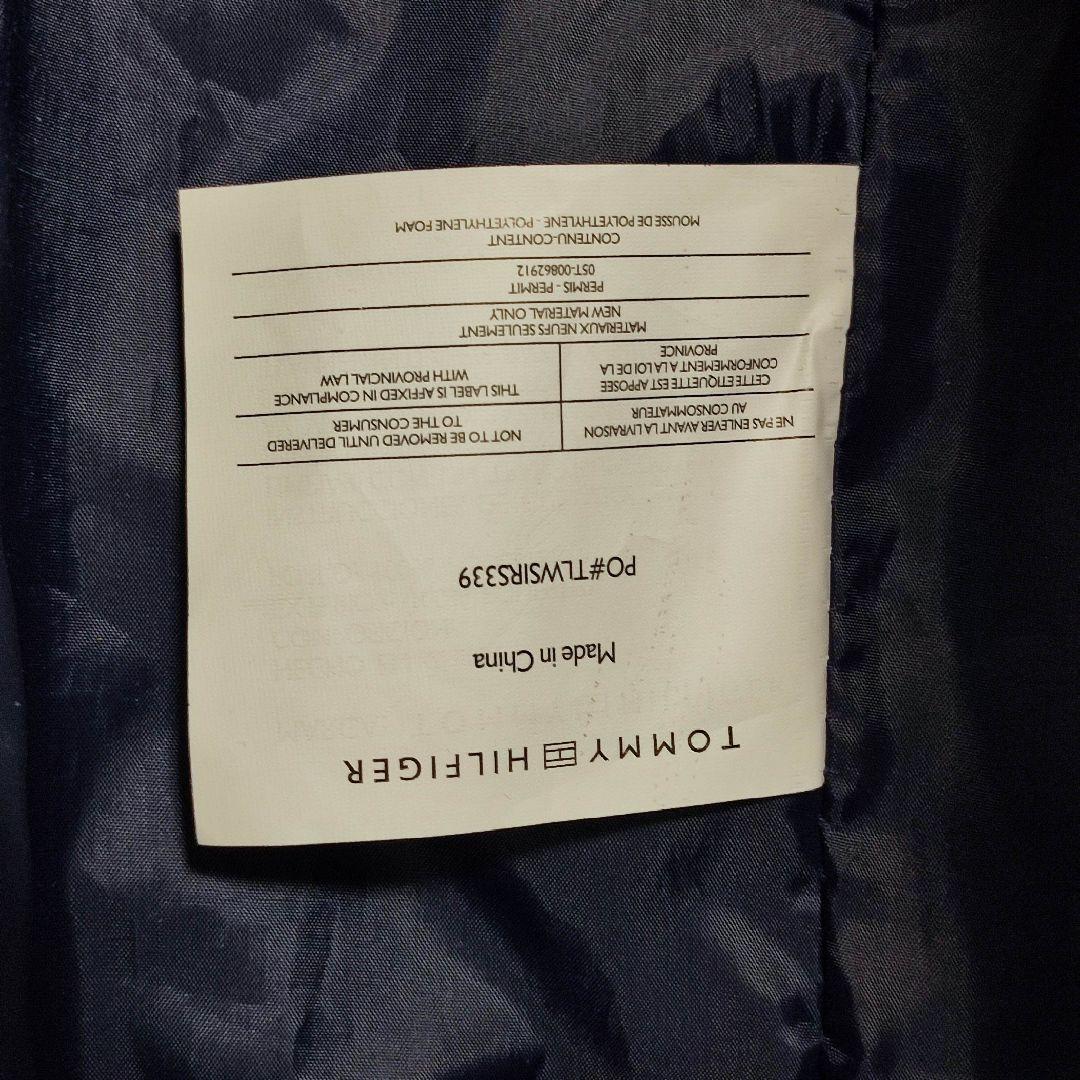 TOMMY HILFIGER
Made in China
PO#TLWSIRS339
NE PAS ENLEVER AVANT LA LIVRAISON
AU CONSOMMATEUR
NOT TO BE REMOVED UNTIL DELIVERED
TO THE CONSUMER
CETTE ETIQUETTE EST APPOSEE
CONFORMEMENT A LA LOI DE LA
PROVINCE
THIS LABEL IS AFFIXED IN COMPLIANCE
WITH PROVINCIAL LAW
MATERIAUX NEUFS SEULEMENT
NEW MATERIAL ONLY
PERMIS - PERMIT
05T-00862912
CONTENU-CONTENT
MOUSSE DE POLYETHYLENE - POLYETHYLENE FOAM